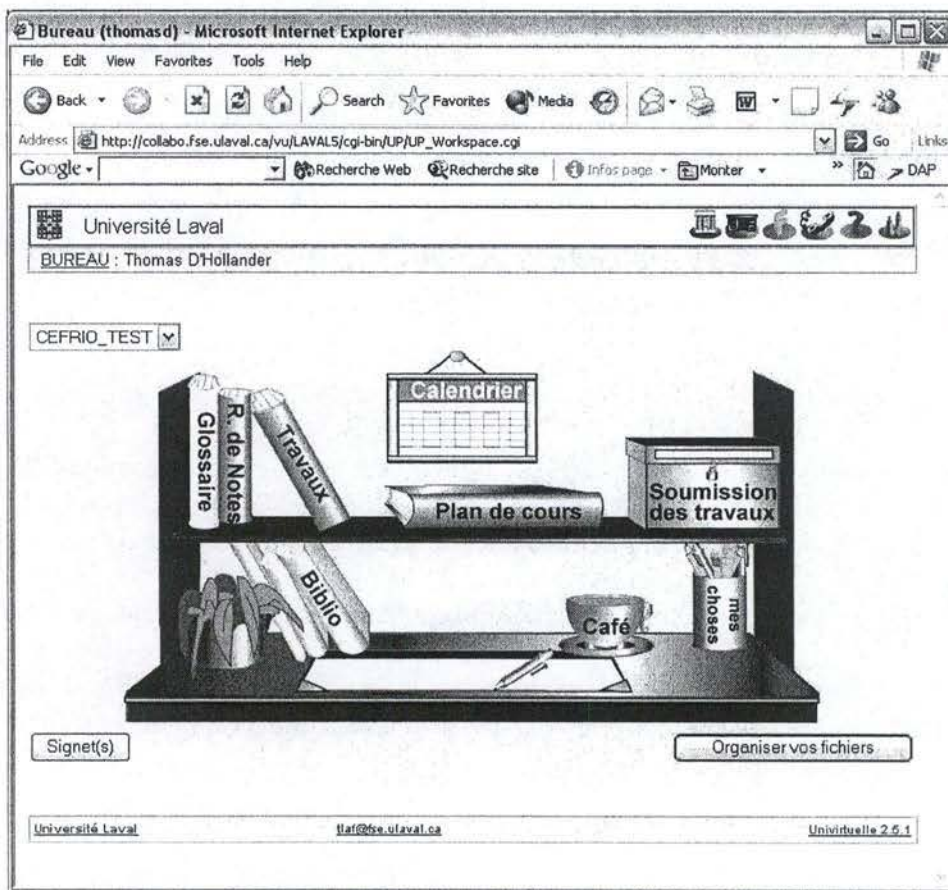 Bureau (thomasd) - Microsoft Internet Explorer
File Edit View Favorites Tools Help
Back Search Favorites Media
Address http://collabo.fse.ulaval.ca/vu/LAVAL5/cgi-bin/UP/UP_Workspace.cgi Go Links
Google Recherche Web Recherche site Infos page Monter » DAP
Université Laval
BUREAU : Thomas D'Hollander
CEFRIO_TEST
Glossaire
R. de Notes
Travaux
Calendrier
Plan de cours
Soumission
des travaux
Biblio
Café
mes
choses
Signet(s) Organiser vos fichiers
Université Laval tlaf@fse.ulaval.ca Univirtuelle 2.5.1